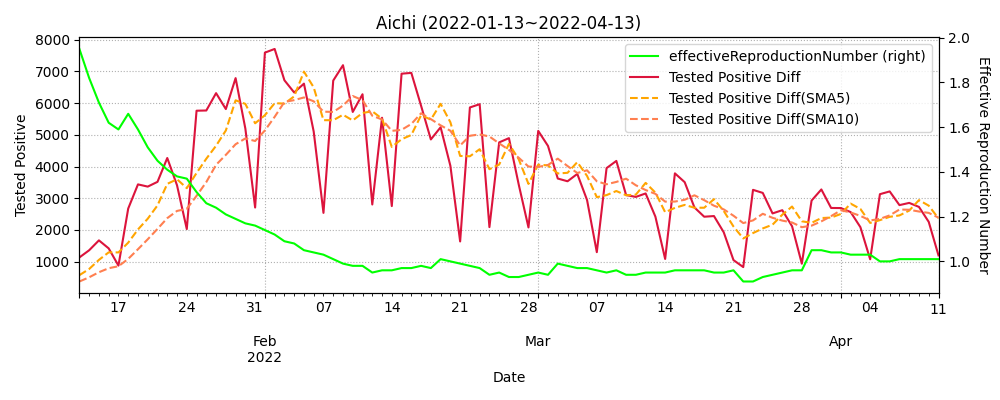 Aichi (2022-01-13~2022-04-13)
effectiveReproductionNumber (right)
Tested Positive Diff
Tested Positive Diff(SMA5)
Tested Positive Diff(SMA10)
Tested Positive
8000
7000
6000
5000
4000
3000
2000
1000
2.0
1.8
1.6
1.4
1.2
1.0
Effective Reproduction Number
17 24 31 07 14 21 28 07 14 21 28 04 11
Feb Mar Apr
2022
Date